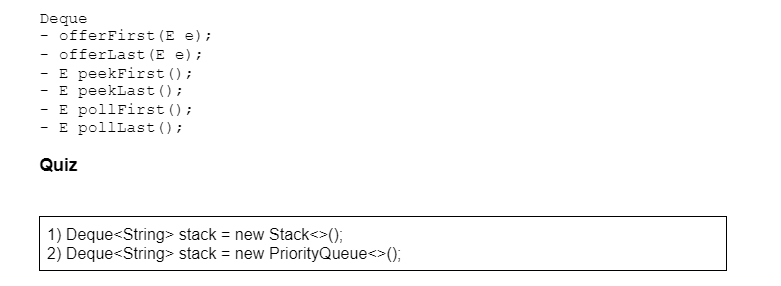 Deque
- offerFirst(E e);
- offerLast(E e);
- E peekFirst();
- E peekLast();
- E pollFirst();
- E pollLast();
Quiz
1) Deque<String> stack = new Stack<>();
2) Deque<String> stack = new PriorityQueue<>();